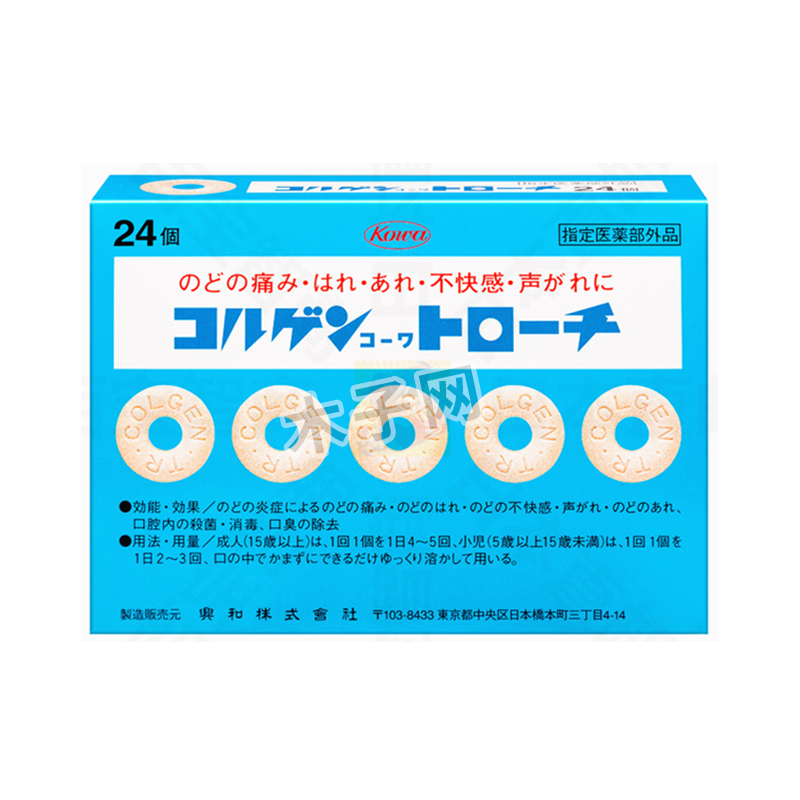 コルゲンコーワトローチ
24個
Kowa
指定医薬部外品
のどの痛み・はれ・あれ・不快感・声がれに
コルゲンコーワトローチ
COLGEN・TR・
COLGEN
TR
木子网
COLGEN・TR・
COLGEN・TR・
●効能・効果/のどの炎症によるのどの痛み・のどのはれ・のどの不快感・声がれ・のどのあれ、
口腔内の殺菌・消毒、口臭の除去
●用法・用量/成人(15歳以上)は、1回1個を1日4〜5回、小児(5歳以上15歳未満)は、1回1個を
1日2〜3回、口の中でかまずにできるだけゆっくり溶かして用いる。
製造販売元 興和株式會社 〒103-8433 東京都中央区日本橋本町三丁目4-14